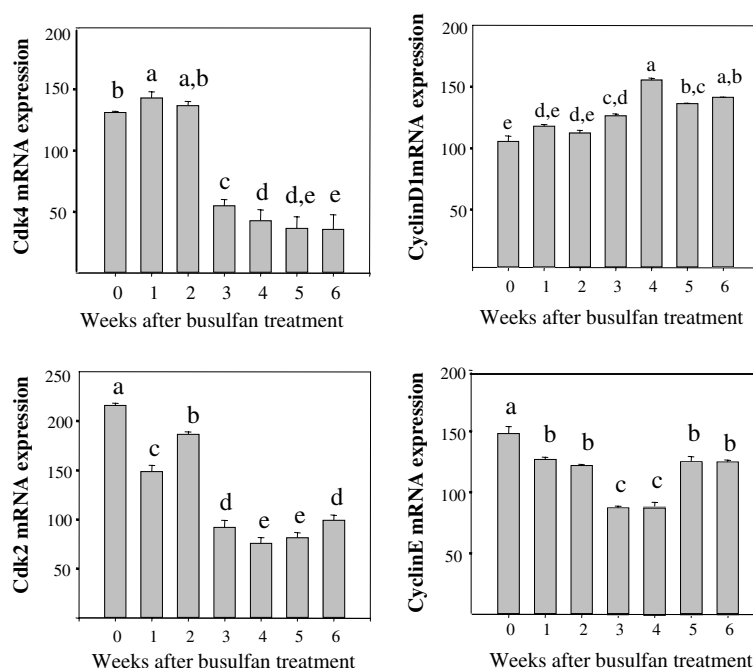 Cdk4 mRNA expression
200
150
100
50
b a a,b c d d,e e
0 1 2 3 4 5 6
Weeks after busulfan treatment
CyclinD1mRNA expression
200
150
100
50
e d,e d,e c,d a b,c a,b
0 1 2 3 4 5 6
Weeks after busulfan treatment
Cdk2 mRNA expression
250
200
150
100
50
a c b d e e d
0 1 2 3 4 5 6
Weeks after busulfan treatment
CyclinE mRNA expression
200
150
100
50
a b b c c b b
0 1 2 3 4 5 6
Weeks after busulfan treatment